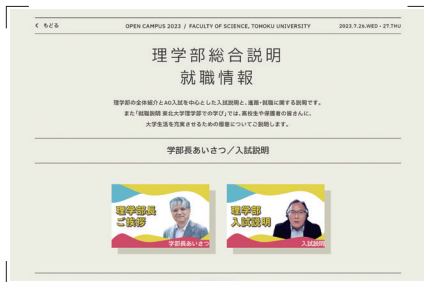 く もどる
OPEN CAMPUS 2023 / FACULTY OF SCIENCE, TOHOKU UNIVERSITY
2023.7.26.WED - 27.THU
理学部総合説明
就職情報
理学部の全体紹介とAO入試を中心とした入試説明と、進路・就職に関する説明です。
また「就職説明 東北大学理学部での学び」では、高校生や保護者の皆さんに、
大学生活を充実させるための極意についてご説明します。
学部長あいさつ／入試説明
理学部長
ご挨拶
学部長あいさつ
理学部
入試説明
入試説明